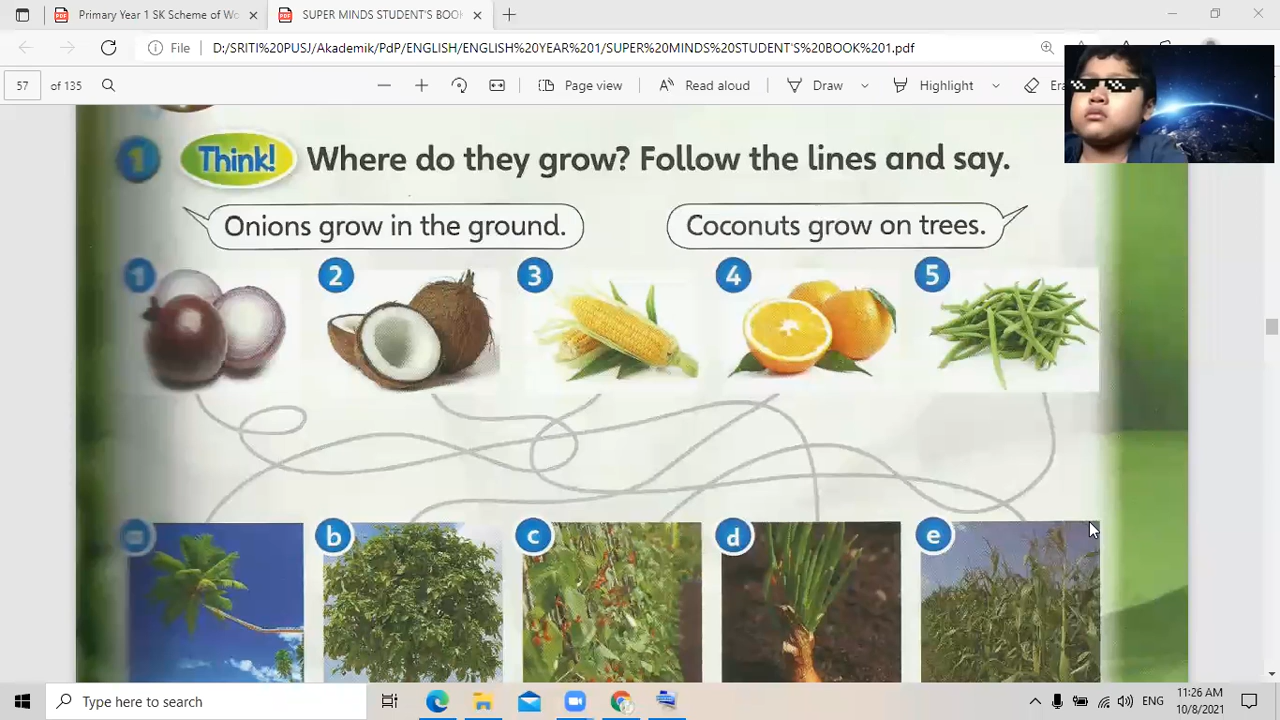 Primary Year 1 SK Scheme of Wo
SUPER MINDS STUDENT'S BOOK
File
D:/SRITI%20PUSJ/Akademik/PdP/ENGLISH/ENGLISH%20YEAR%201/SUPER%20MINDS%20STUDENT'S%20BOOK%201.pdf
57 of 135
Page view
Read aloud
Draw
Highlight
Era
1 Think! Where do they grow? Follow the lines and say.
Onions grow in the ground.
Coconuts grow on trees.
1 2 3 4 5
b c d e
Type here to search
ENG
11:26 AM
10/8/2021